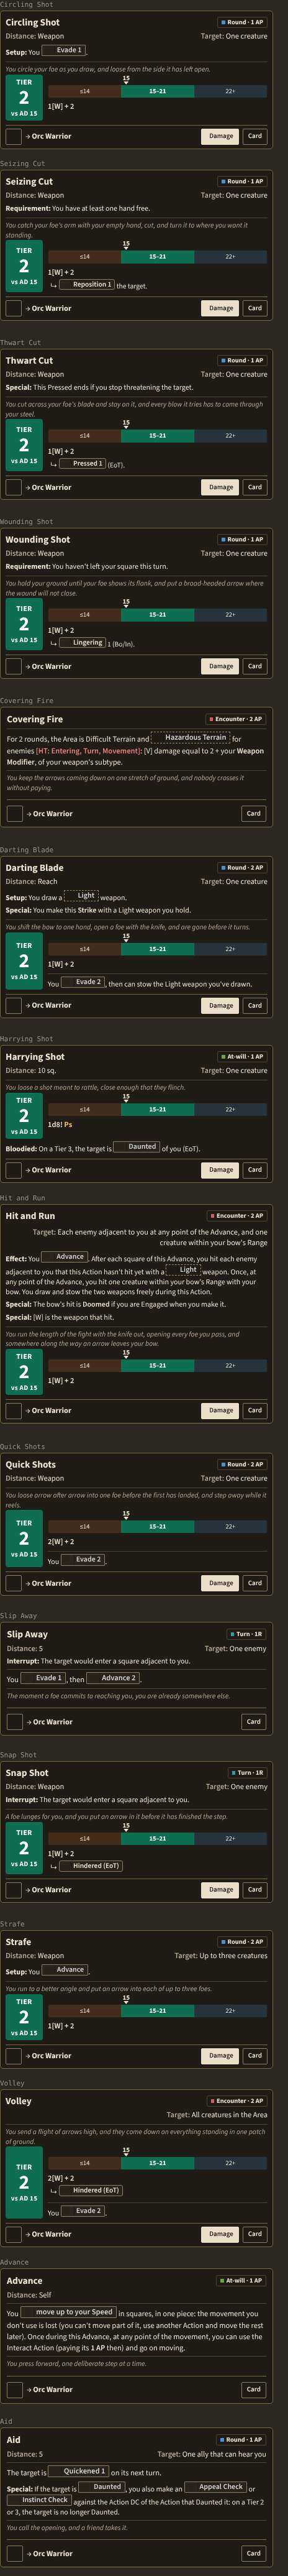 Circling Shot
Circling Shot
Round · 1 AP
Distance: Weapon
Target: One creature
Setup: You Evade 1.
You circle your foe as you draw, and loose from the side it has left open.
TIER
2
vs AD 15
15
≤14
15–21
22+
1[W] + 2
→ Orc Warrior
Damage
Card
Seizing Cut
Seizing Cut
Round · 1 AP
Distance: Weapon
Target: One creature
Requirement: You have at least one hand free.
You catch your foe's arm with your empty hand, cut, and turn it to where you want it
standing.
TIER
2
vs AD 15
15
≤14
15–21
22+
1[W] + 2
↪ Reposition 1 the target.
→ Orc Warrior
Damage
Card
Thwart Cut
Thwart Cut
Round · 1 AP
Distance: Weapon
Target: One creature
Special: This Pressed ends if you stop threatening the target.
You cut across your foe's blade and stay on it, and every blow it tries has to come through
your steel.
TIER
2
vs AD 15
15
≤14
15–21
22+
1[W] + 2
↪ Pressed 1 (EoT).
→ Orc Warrior
Damage
Card
Wounding Shot
Wounding Shot
Round · 1 AP
Distance: Weapon
Target: One creature
Requirement: You haven't left your square this turn.
You hold your ground until your foe shows its flank, and put a broad-headed arrow where
the wound will not close.
TIER
2
vs AD 15
15
≤14
15–21
22+
1[W] + 2
↪ Lingering 1 (Bo/In).
→ Orc Warrior
Damage
Card
Covering Fire
Covering Fire
Encounter · 2 AP
For 2 rounds, the Area is Difficult Terrain and Hazardous Terrain for
enemies [HT: Entering, Turn, Movement]: [V] damage equal to 2 + your Weapon
Modifier, of your weapon's subtype.
You keep the arrows coming down on one stretch of ground, and nobody crosses it
without paying.
→ Orc Warrior
Card
Darting Blade
Darting Blade
Round · 2 AP
Distance: Reach
Target: One creature
Setup: You draw a Light weapon.
Special: You make this Strike with a Light weapon you hold.
You shift the bow to one hand, open a foe with the knife, and are gone before it turns.
TIER
2
vs AD 15
15
≤14
15–21
22+
1[W] + 2
You Evade 2, then can stow the Light weapon you've drawn.
→ Orc Warrior
Damage
Card
Harrying Shot
Harrying Shot
At-will · 1 AP
Distance: 10 sq.
Target: One creature
You loose a shot meant to rattle, close enough that they flinch.
TIER
2
vs AD 15
15
≤14
15–21
22+
1d8! Ps
Bloodied: On a Tier 3, the target is Daunted of you (EoT).
→ Orc Warrior
Damage
Card
Hit and Run
Hit and Run
Encounter · 2 AP
Target: Each enemy adjacent to you at any point of the Advance, and one
creature within your bow's Range
Effect: You Advance. After each square of this Advance, you hit each enemy
adjacent to you that this Action hasn't hit yet with a Light weapon. Once, at
any point of the Advance, you hit one creature within your bow's Range with your
bow. You draw and stow the two weapons freely during this Action.
Special: The bow's hit is Doomed if you are Engaged when you make it.
Special: [W] is the weapon that hit.
You run the length of the fight with the knife out, opening every foe you pass, and
somewhere along the way an arrow leaves your bow.
TIER
2
vs AD 15
15
≤14
15–21
22+
1[W] + 2
→ Orc Warrior
Damage
Card
Quick Shots
Quick Shots
Round · 2 AP
Distance: Weapon
Target: One creature
You loose arrow after arrow into one foe before the first has landed, and step away while it
reels.
TIER
2
vs AD 15
15
≤14
15–21
22+
2[W] + 2
You Evade 2.
→ Orc Warrior
Damage
Card
Slip Away
Slip Away
Turn · 1R
Distance: 5
Target: One enemy
Interrupt: The target would enter a square adjacent to you.
You Evade 1, then Advance 2.
The moment a foe commits to reaching you, you are already somewhere else.
→ Orc Warrior
Card
Snap Shot
Snap Shot
Turn · 1R
Distance: Weapon
Target: One enemy
Interrupt: The target would enter a square adjacent to you.
A foe lunges for you, and you put an arrow in it before it has finished the step.
TIER
2
vs AD 15
15
≤14
15–21
22+
1[W] + 2
↪ Hindered (EoT)
→ Orc Warrior
Damage
Card
Strafe
Strafe
Round · 2 AP
Distance: Weapon
Target: Up to three creatures
Setup: You Advance.
You run to a better angle and put an arrow into each of up to three foes.
TIER
2
vs AD 15
15
≤14
15–21
22+
1[W] + 2
→ Orc Warrior
Damage
Card
Volley
Volley
Encounter · 2 AP
Target: All creatures in the Area
You send a flight of arrows high, and they come down on everything standing in one patch
of ground.
TIER
2
vs AD 15
15
≤14
15–21
22+
2[W] + 2
↪ Hindered (EoT)
You Evade 2.
→ Orc Warrior
Damage
Card
Advance
Advance
At-will · 1 AP
Distance: Self
You move up to your Speed in squares, in one piece: the movement you
don't use is lost (you can't move part of it, use another Action and move the rest
later). Once during this Advance, at any point of the movement, you can use the
Interact Action (paying its 1 AP then) and go on moving.
You press forward, one deliberate step at a time.
→ Orc Warrior
Card
Aid
Aid
Round · 1 AP
Distance: 5
Target: One ally that can hear you
The target is Quickened 1 on its next turn.
Special: If the target is Daunted, you also make an Appeal Check or
Instinct Check against the Action DC of the Action that Daunted it: on a Tier 2
or 3, the target is no longer Daunted.
You call the opening, and a friend takes it.
→ Orc Warrior
Card